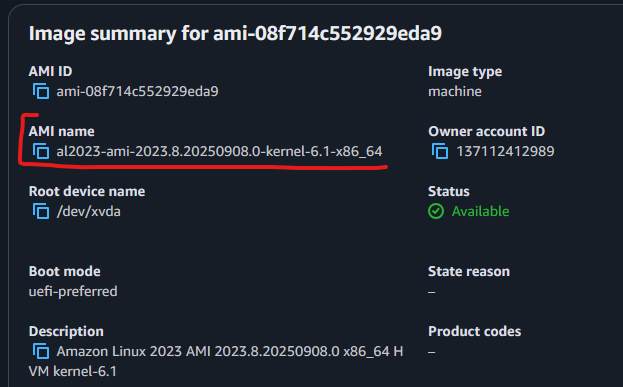 Image summary for ami-08f714c552929eda9
AMI ID
ami-08f714c552929eda9
Image type
machine
AMI name
al2023-ami-2023.8.20250908.0-kernel-6.1-x86_64
Owner account ID
137112412989
Root device name
/dev/xvda
Status
Available
Boot mode
uefi-preferred
State reason
–
Description
Amazon Linux 2023 AMI 2023.8.20250908.0 x86_64 H
VM kernel-6.1
Product codes
–